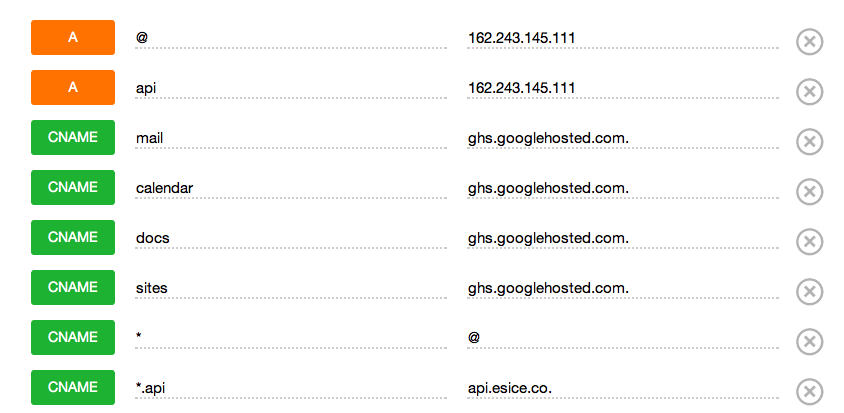 A @ 162.243.145.111
A api 162.243.145.111
CNAME mail ghs.googlehosted.com.
CNAME calendar ghs.googlehosted.com.
CNAME docs ghs.googlehosted.com.
CNAME sites ghs.googlehosted.com.
CNAME * @
CNAME *.api api.esice.co.